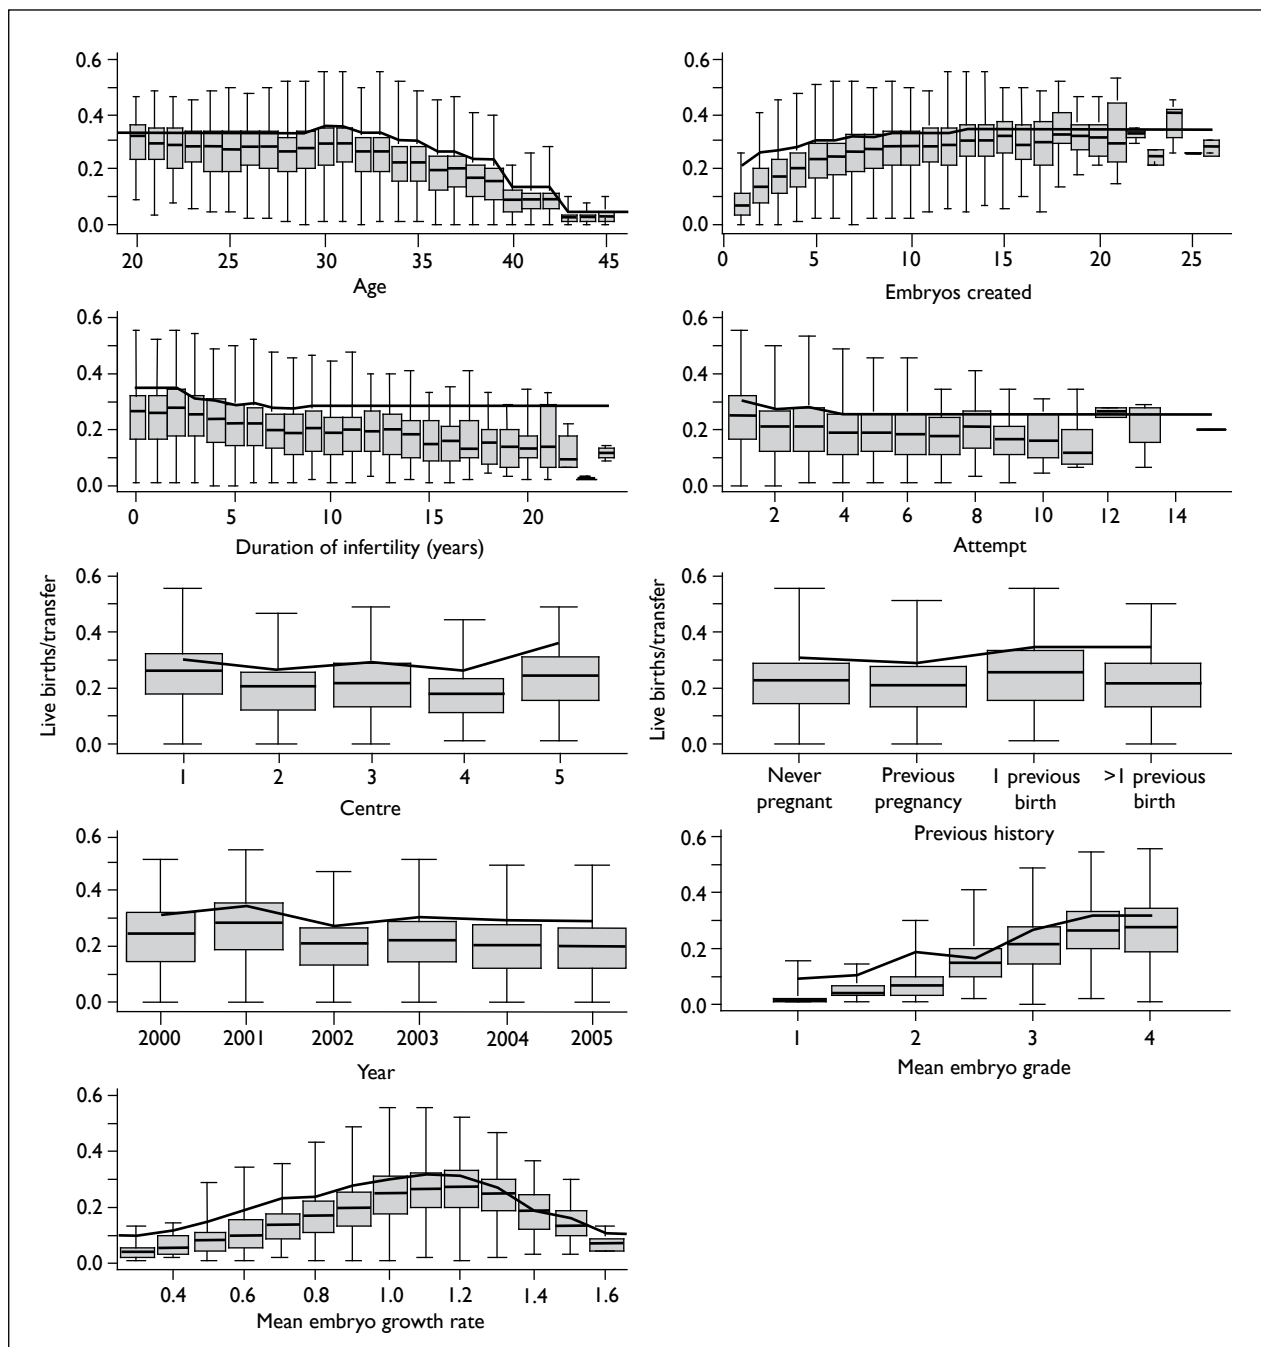 0.6
0.4
0.2
0.0
20 25 30 35 40 45
Age
0.6
0.4
0.2
0.0
0 5 10 15 20 25
Embryos created
0.6
0.4
0.2
0.0
0 5 10 15 20
Duration of infertility (years)
0.6
0.4
0.2
0.0
2 4 6 8 10 12 14
Attempt
Live births/transfer
0.6
0.4
0.2
0.0
1 2 3 4 5
Centre
Live births/transfer
0.6
0.4
0.2
0.0
Never Previous 1 previous >1 previous
pregnant pregnancy birth birth
Previous history
0.6
0.4
0.2
0.0
2000 2001 2002 2003 2004 2005
Year
0.6
0.4
0.2
0.0
1 2 3 4
Mean embryo grade
0.6
0.4
0.2
0.0
0.4 0.6 0.8 1.0 1.2 1.4 1.6
Mean embryo growth rate